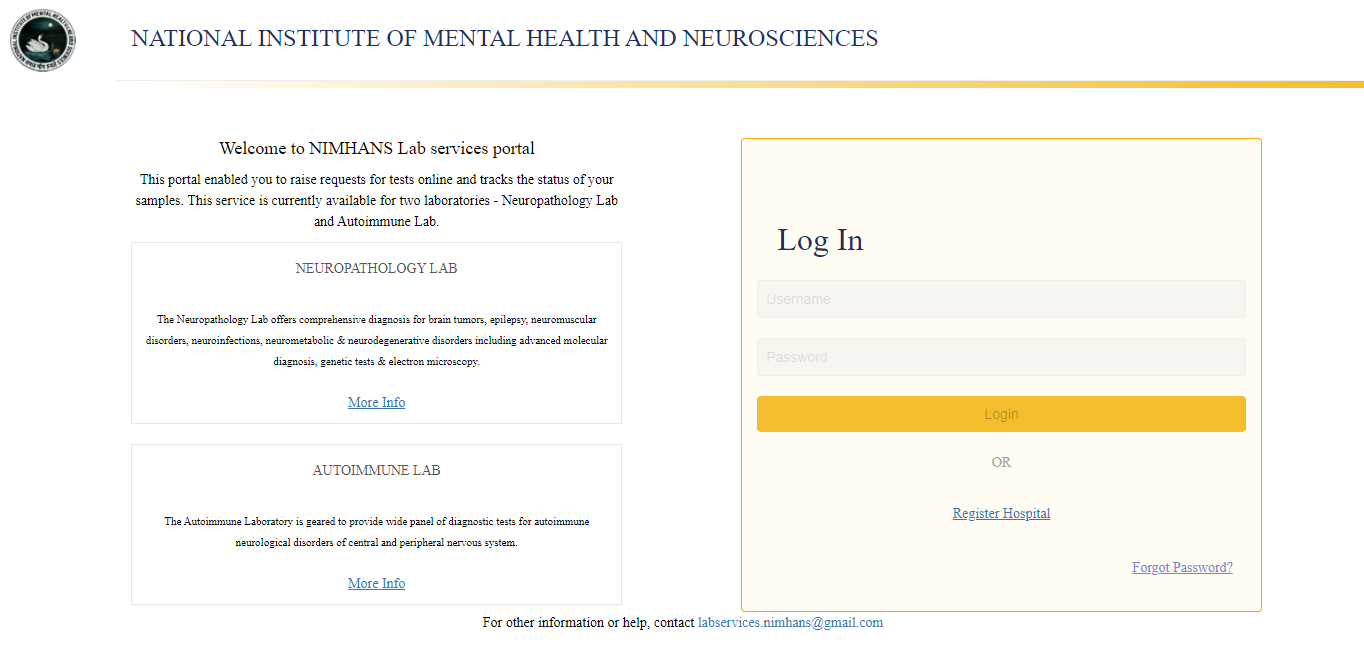 NATIONAL INSTITUTE OF MENTAL HEALTH AND NEUROSCIENCES
Welcome to NIMHANS Lab services portal
This portal enabled you to raise requests for tests online and tracks the status of your
samples. This service is currently available for two laboratories - Neuropathology Lab
and Autoimmune Lab.
NEUROPATHOLOGY LAB
The Neuropathology Lab offers comprehensive diagnosis for brain tumors, epilepsy, neuromuscular
disorders, neuroinfections, neurometabolic & neurodegenerative disorders including advanced molecular
diagnosis, genetic tests & electron microscopy.
More Info
AUTOIMMUNE LAB
The Autoimmune Laboratory is geared to provide wide panel of diagnostic tests for autoimmune
neurological disorders of central and peripheral nervous system.
More Info
Log In
Username
Password
Login
OR
Register Hospital
Forgot Password?
For other information or help, contact labservices.nimhans@gmail.com